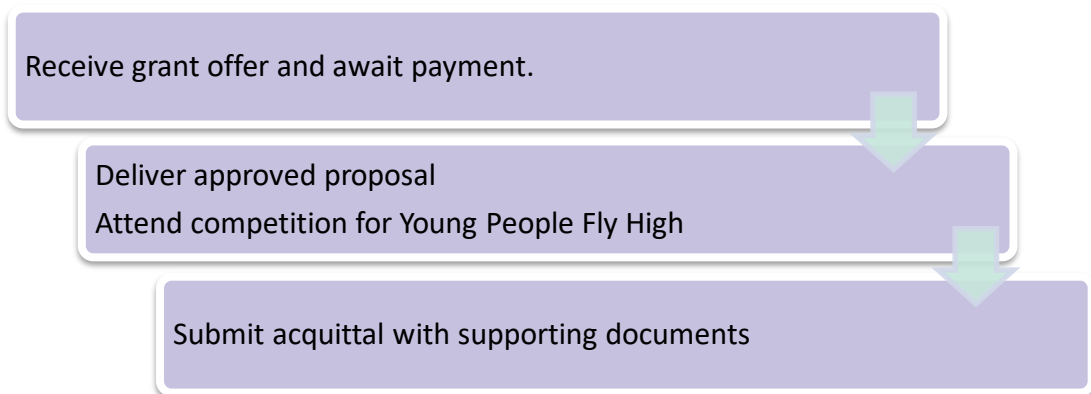 Receive grant offer and await payment.
Deliver approved proposal
Attend competition for Young People Fly High
Submit acquittal with supporting documents